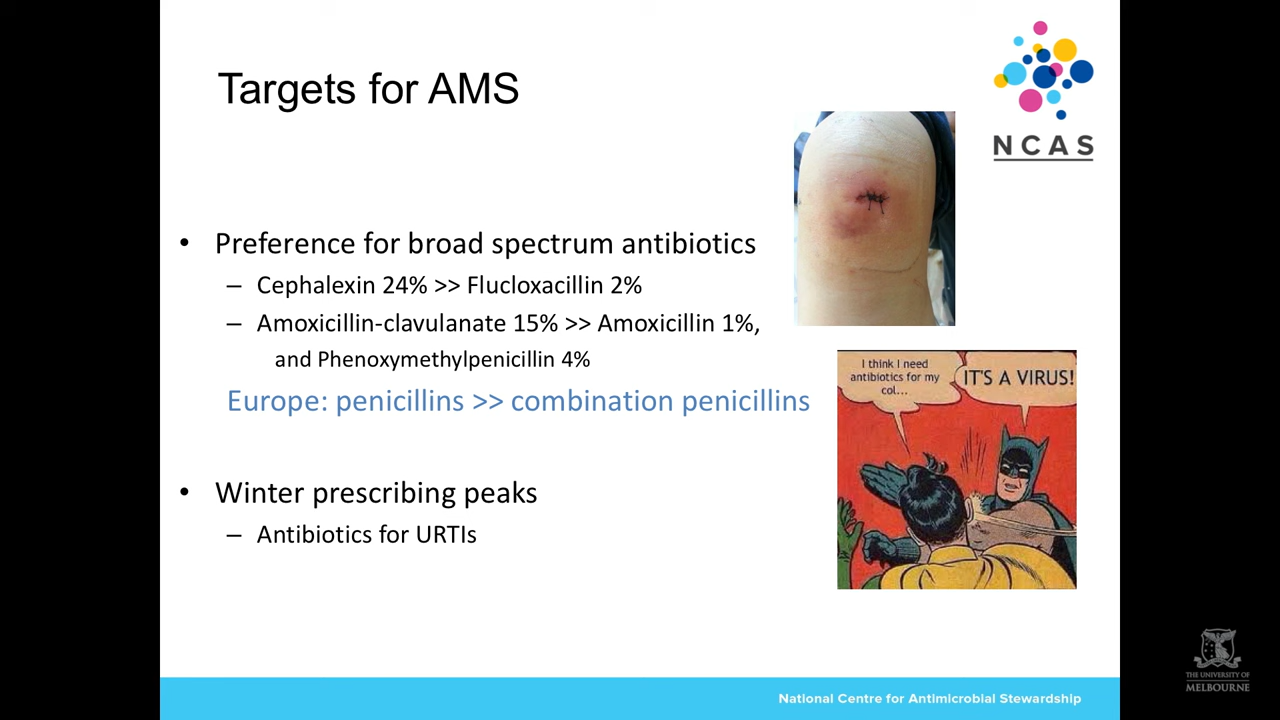 Targets for AMS
NCAS
• Preference for broad spectrum antibiotics
– Cephalexin 24% >> Flucloxacillin 2%
– Amoxicillin-clavulanate 15% >> Amoxicillin 1%,
and Phenoxymethylpenicillin 4%
Europe: penicillins >> combination penicillins
I think I need
antibiotics for my
col...
IT'S A VIRUS!
• Winter prescribing peaks
– Antibiotics for URTIs
National Centre for Antimicrobial Stewardship
THE UNIVERSITY OF
MELBOURNE